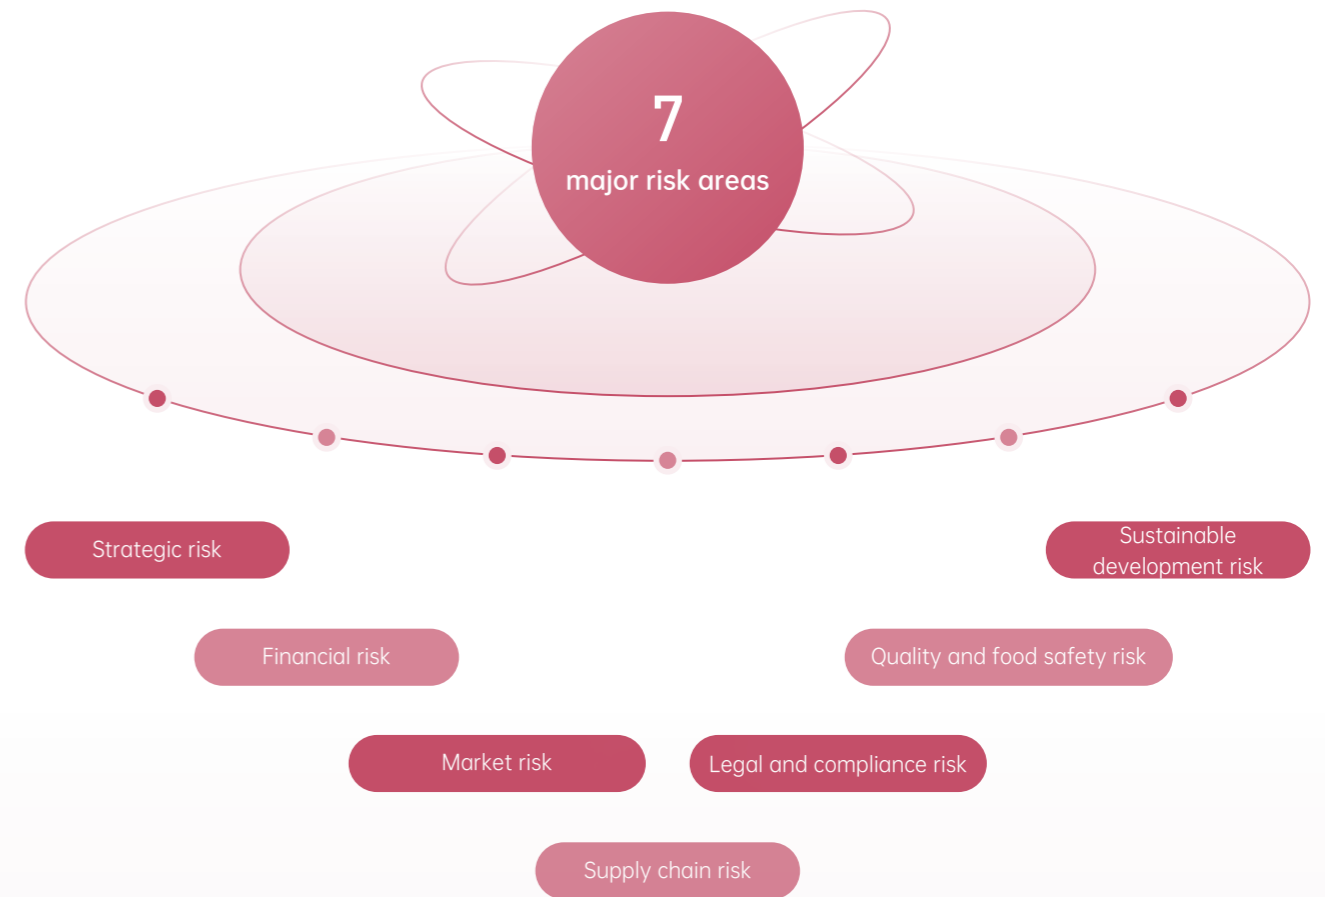 7
major risk areas
Strategic risk
Sustainable
development risk
Financial risk
Quality and food safety risk
Market risk
Legal and compliance risk
Supply chain risk